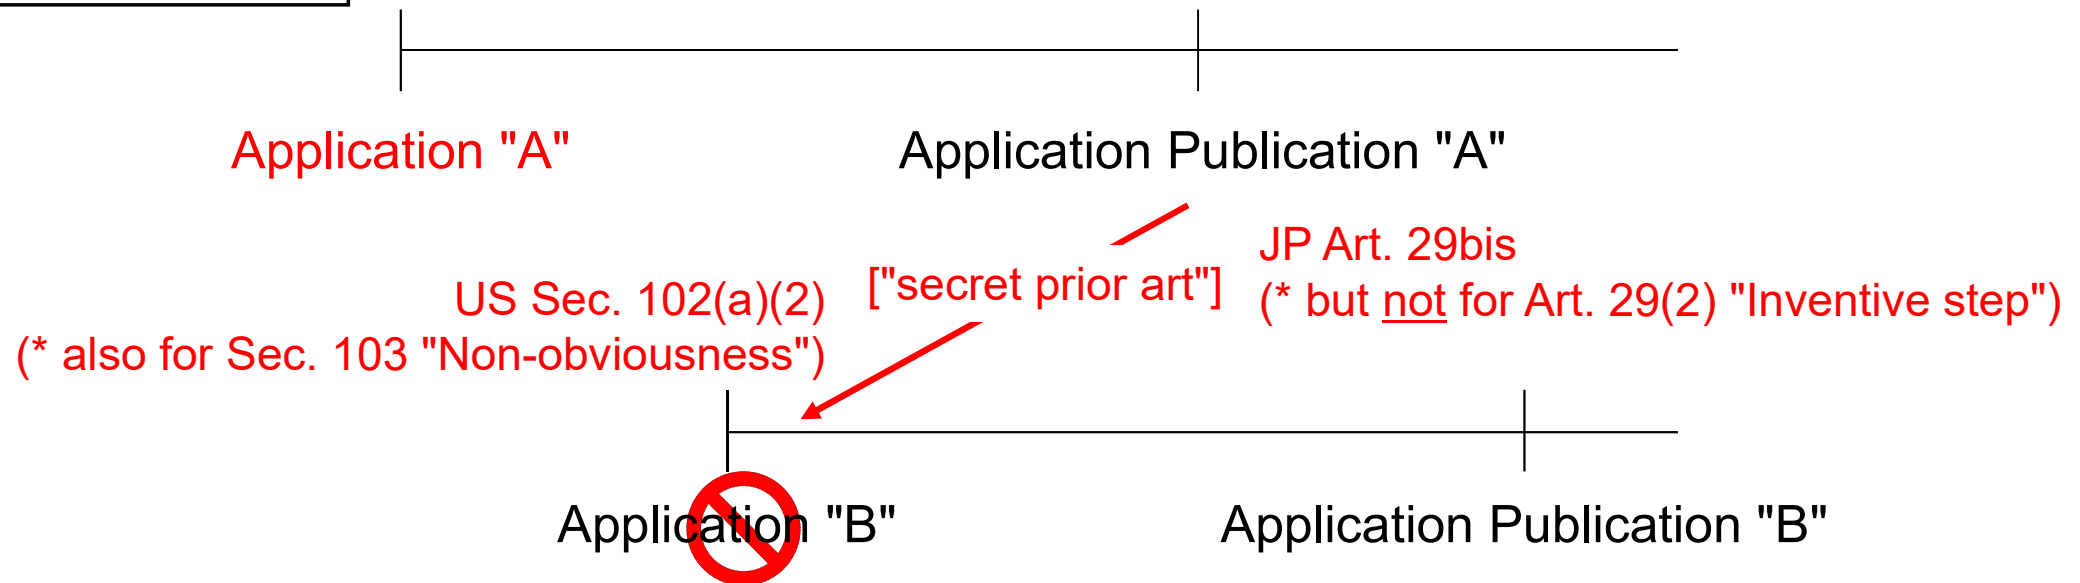 Application "A"
Application Publication "A"
JP Art. 29bis
["secret prior art"]
US Sec. 102(a)(2)
(* but not for Art. 29(2) "Inventive step")
(* also for Sec. 103 "Non-obviousness")
Application "B"
Application Publication "B"